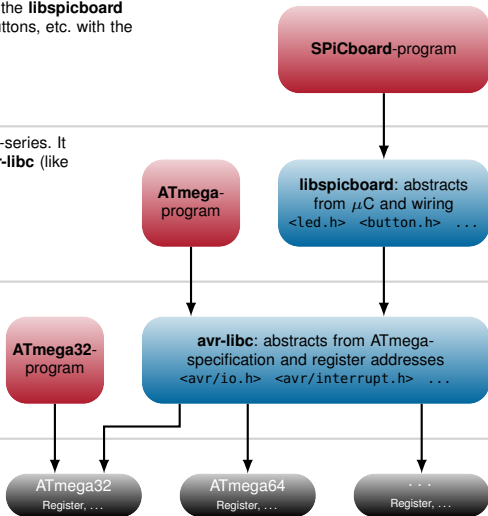 the libspicboard
uttons, etc. with the
SPiCboard-program
-series. It
r-libc (like
ATmega-
program
libspicboard: abstracts
from μC and wiring
<led.h> <button.h> ...
ATmega32-
program
avr-libc: abstracts from ATmega-
specification and register addresses
<avr/io.h> <avr/interrupt.h> ...
ATmega32
Register, ...
ATmega64
Register, ...
...
Register, ...